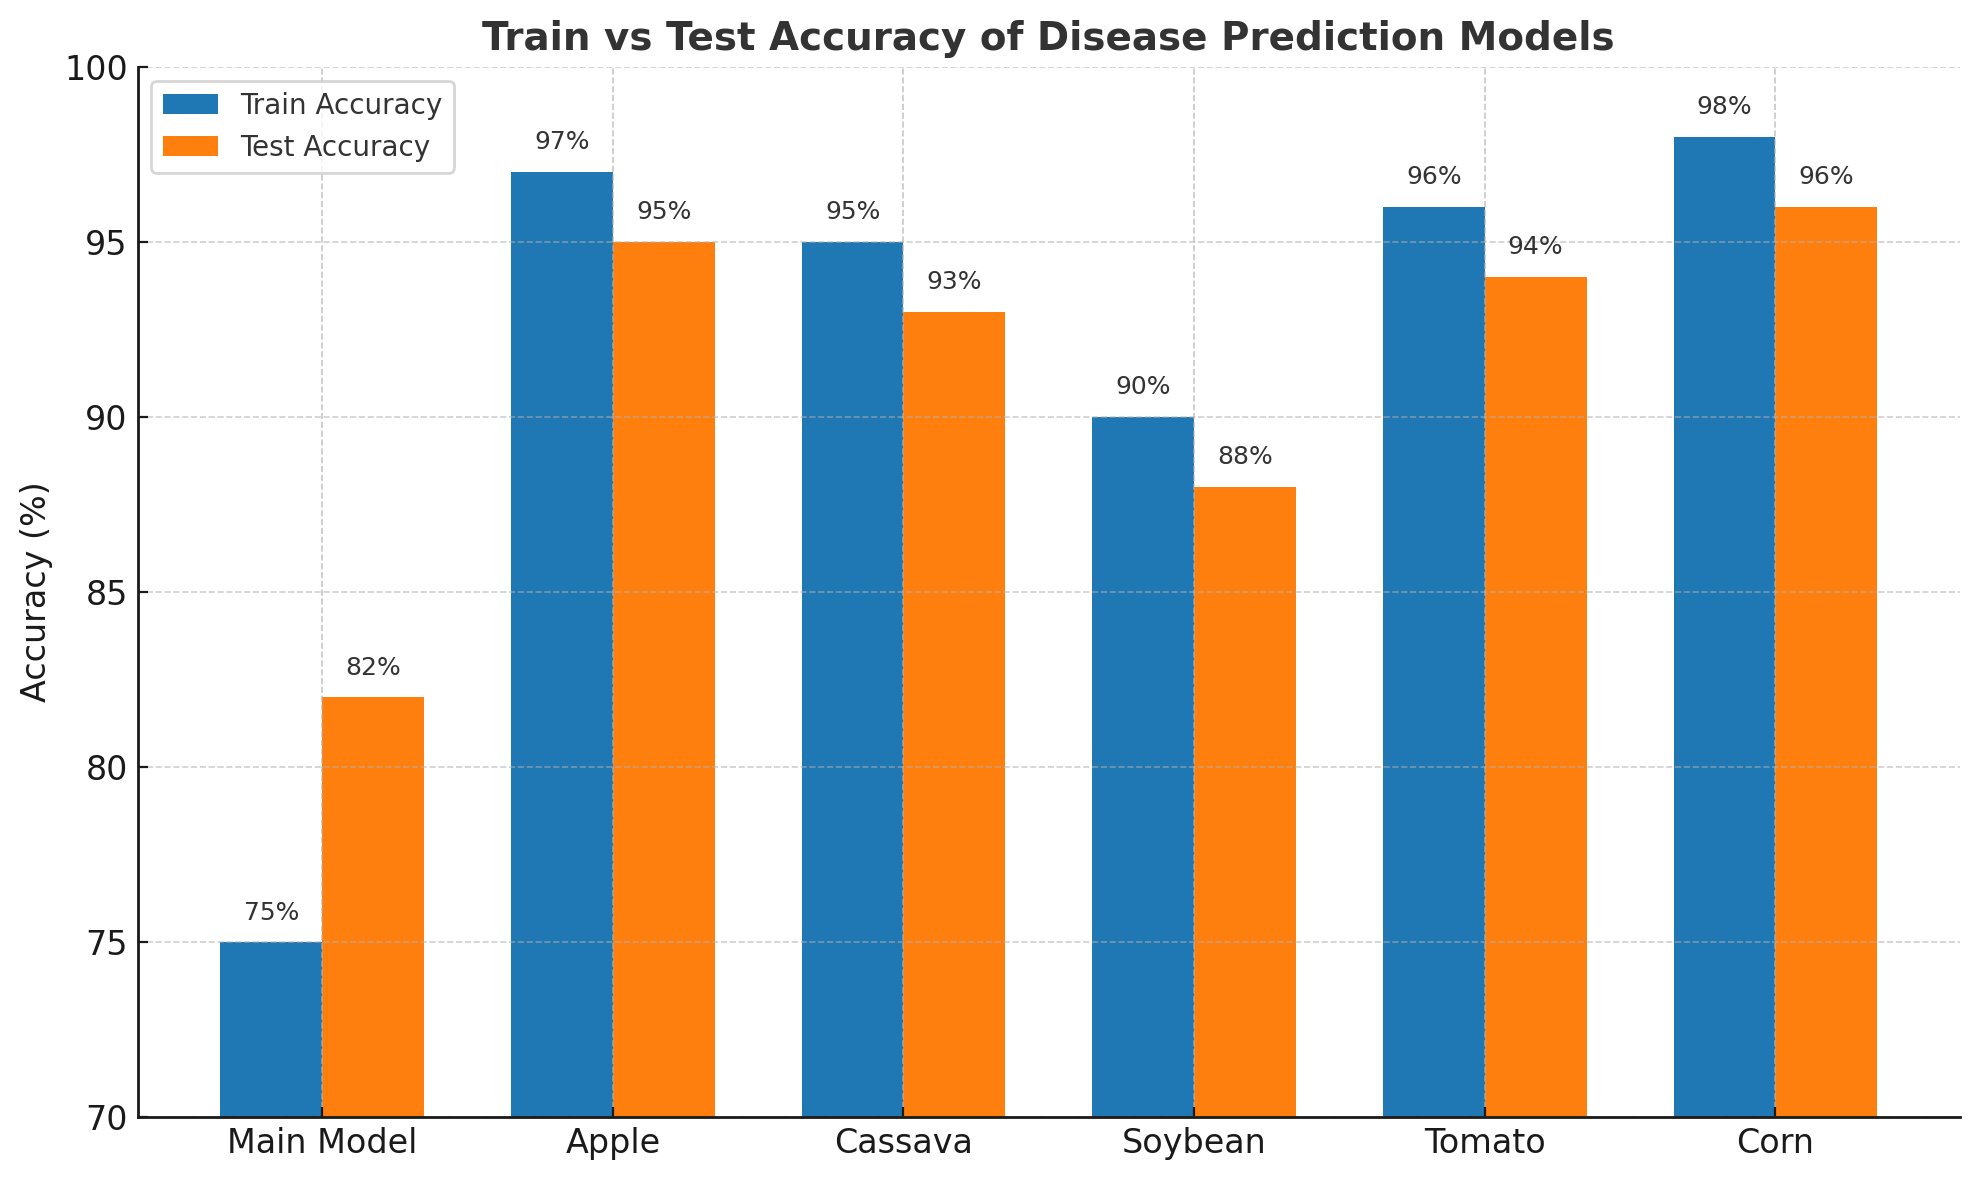 Train vs Test Accuracy of Disease Prediction Models
Train Accuracy
Test Accuracy
Accuracy (%)
100
95
90
85
80
75
70
75%
82%
97%
95%
95%
93%
90%
88%
96%
94%
98%
96%
Main Model
Apple
Cassava
Soybean
Tomato
Corn